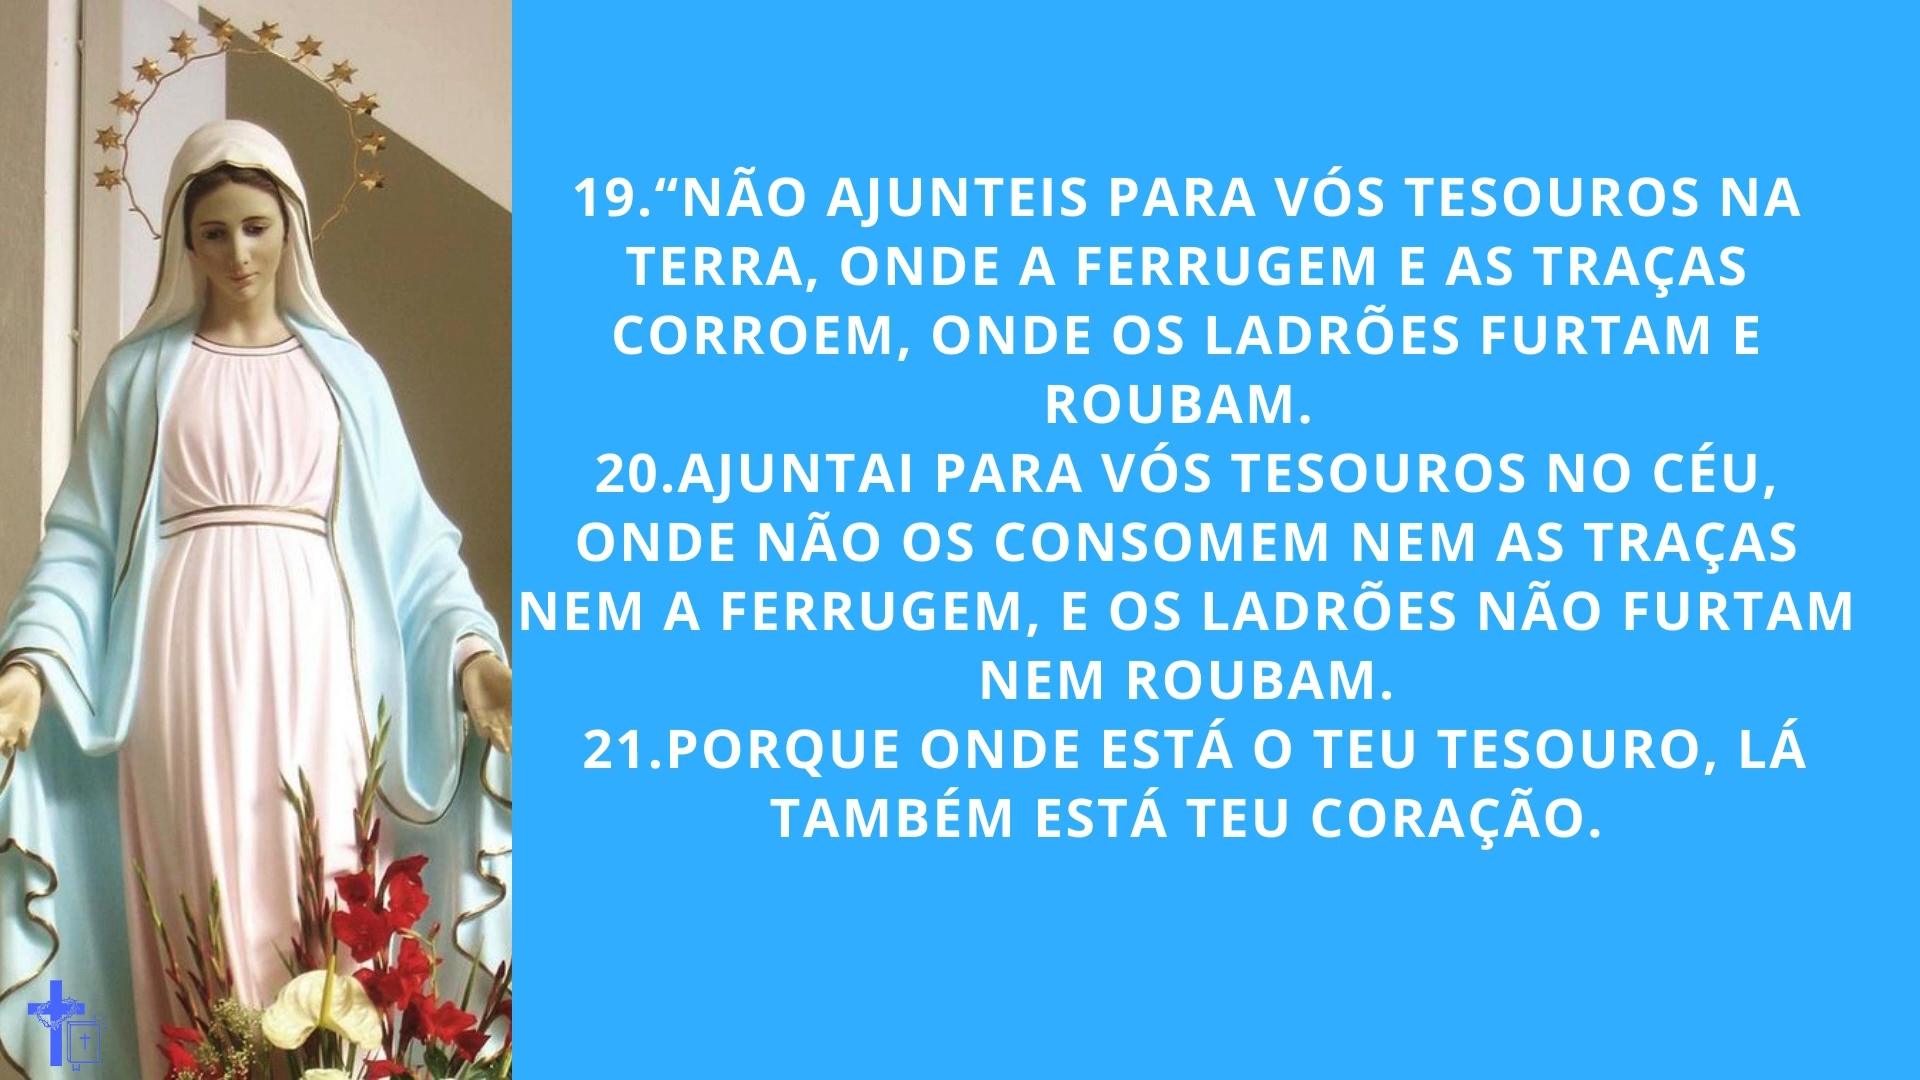 19.“NÃO AJUNTEIS PARA VÓS TESOUROS NA
TERRA, ONDE A FERRUGEM E AS TRAÇAS
CORROEM, ONDE OS LADRÕES FURTAM E
ROUBAM.
20.AJUNTAI PARA VÓS TESOUROS NO CÉU,
ONDE NÃO OS CONSOMEM NEM AS TRAÇAS
NEM A FERRUGEM, E OS LADRÕES NÃO FURTAM
NEM ROUBAM.
21.PORQUE ONDE ESTÁ O TEU TESOURO, LÁ
TAMBÉM ESTÁ TEU CORAÇÃO.